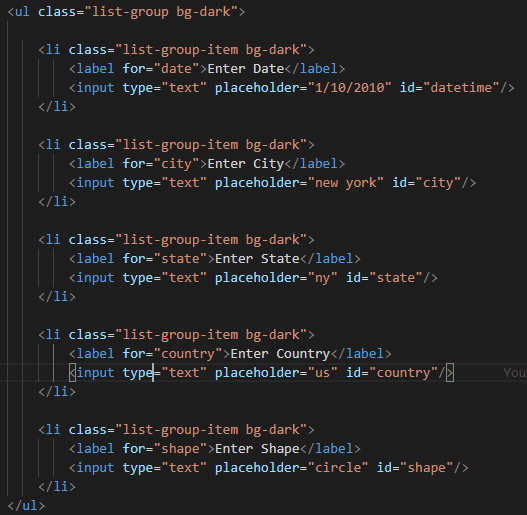 <ul class="list-group bg-dark">
<li class="list-group-item bg-dark">
<label for="date">Enter Date</label>
<input type="text" placeholder="1/10/2010" id="datetime"/>
</li>
<li class="list-group-item bg-dark">
<label for="city">Enter City</label>
<input type="text" placeholder="new york" id="city"/>
</li>
<li class="list-group-item bg-dark">
<label for="state">Enter State</label>
<input type="text" placeholder="ny" id="state"/>
</li>
<li class="list-group-item bg-dark">
<label for="country">Enter Country</label>
<input type="text" placeholder="us" id="country"/> You
</li>
<li class="list-group-item bg-dark">
<label for="shape">Enter Shape</label>
<input type="text" placeholder="circle" id="shape"/>
</li>
</ul>